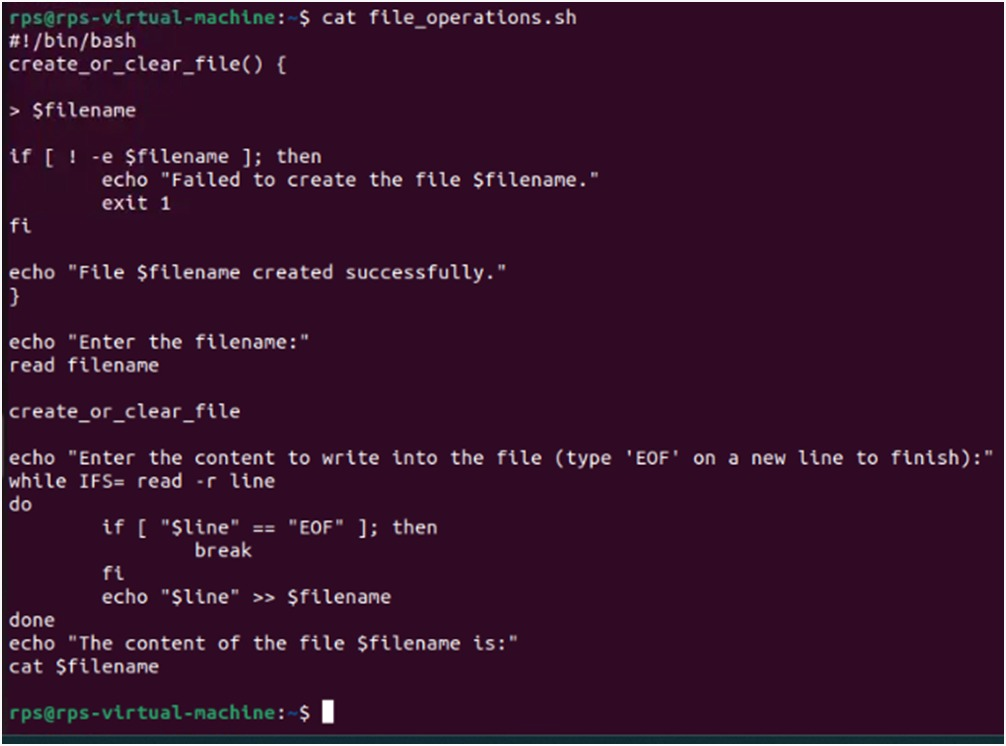 rps@rps-virtual-machine:~$ cat file_operations.sh
#!/bin/bash
create_or_clear_file() {
> $filename
if [ ! -e $filename ]; then
echo "Failed to create the file $filename."
exit 1
fi
echo "File $filename created successfully."
}
echo "Enter the filename:"
read filename
create_or_clear_file
echo "Enter the content to write into the file (type 'EOF' on a new line to finish):"
while IFS= read -r line
do
if [ "$line" == "EOF" ]; then
break
fi
echo "$line" >> $filename
done
echo "The content of the file $filename is:"
cat $filename
rps@rps-virtual-machine:~$